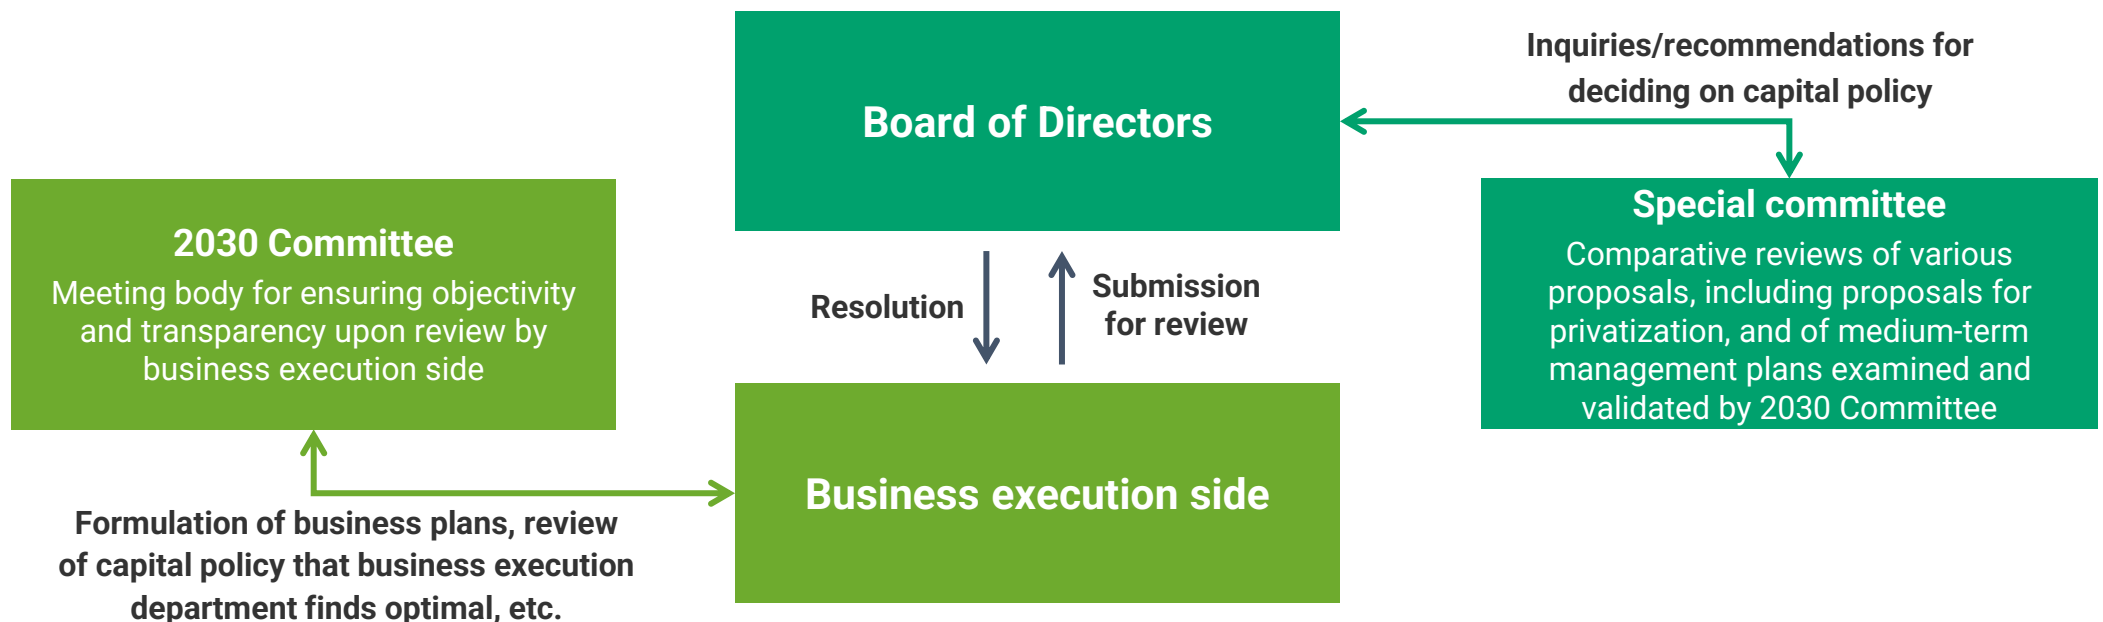 Board of Directors
Inquiries/recommendations for
deciding on capital policy
2030 Committee
Meeting body for ensuring objectivity
and transparency upon review by
business execution side
Resolution
Submission
for review
Special committee
Comparative reviews of various
proposals, including proposals for
privatization, and of medium-term
management plans examined and
validated by 2030 Committee
Business execution side
Formulation of business plans, review
of capital policy that business execution
department finds optimal, etc.